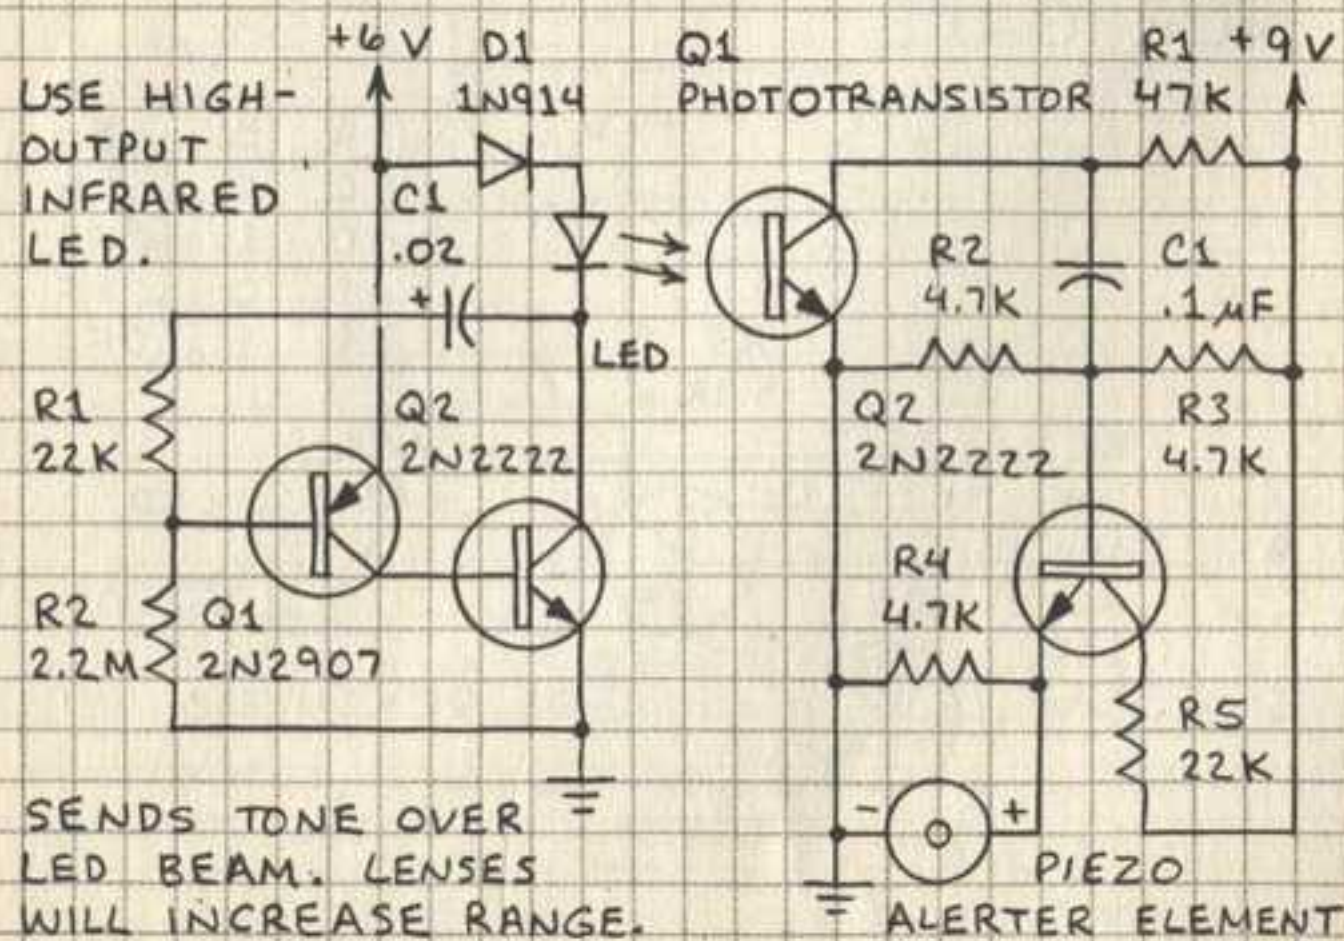 +6 V
D1
1N914
USE HIGH-
OUTPUT
INFRARED
LED.
C1
.02
+
LED
R1
22K
Q2
2N2222
R2
2.2M
Q1
2N2907
SENDS TONE OVER
LED BEAM. LENSES
WILL INCREASE RANGE.
Q1
PHOTOTRANSISTOR
R1
47K
+9V
R2
4.7K
C1
.1µF
Q2
2N2222
R3
4.7K
R4
4.7K
R5
22K
- +
PIEZO
ALERTER ELEMENT